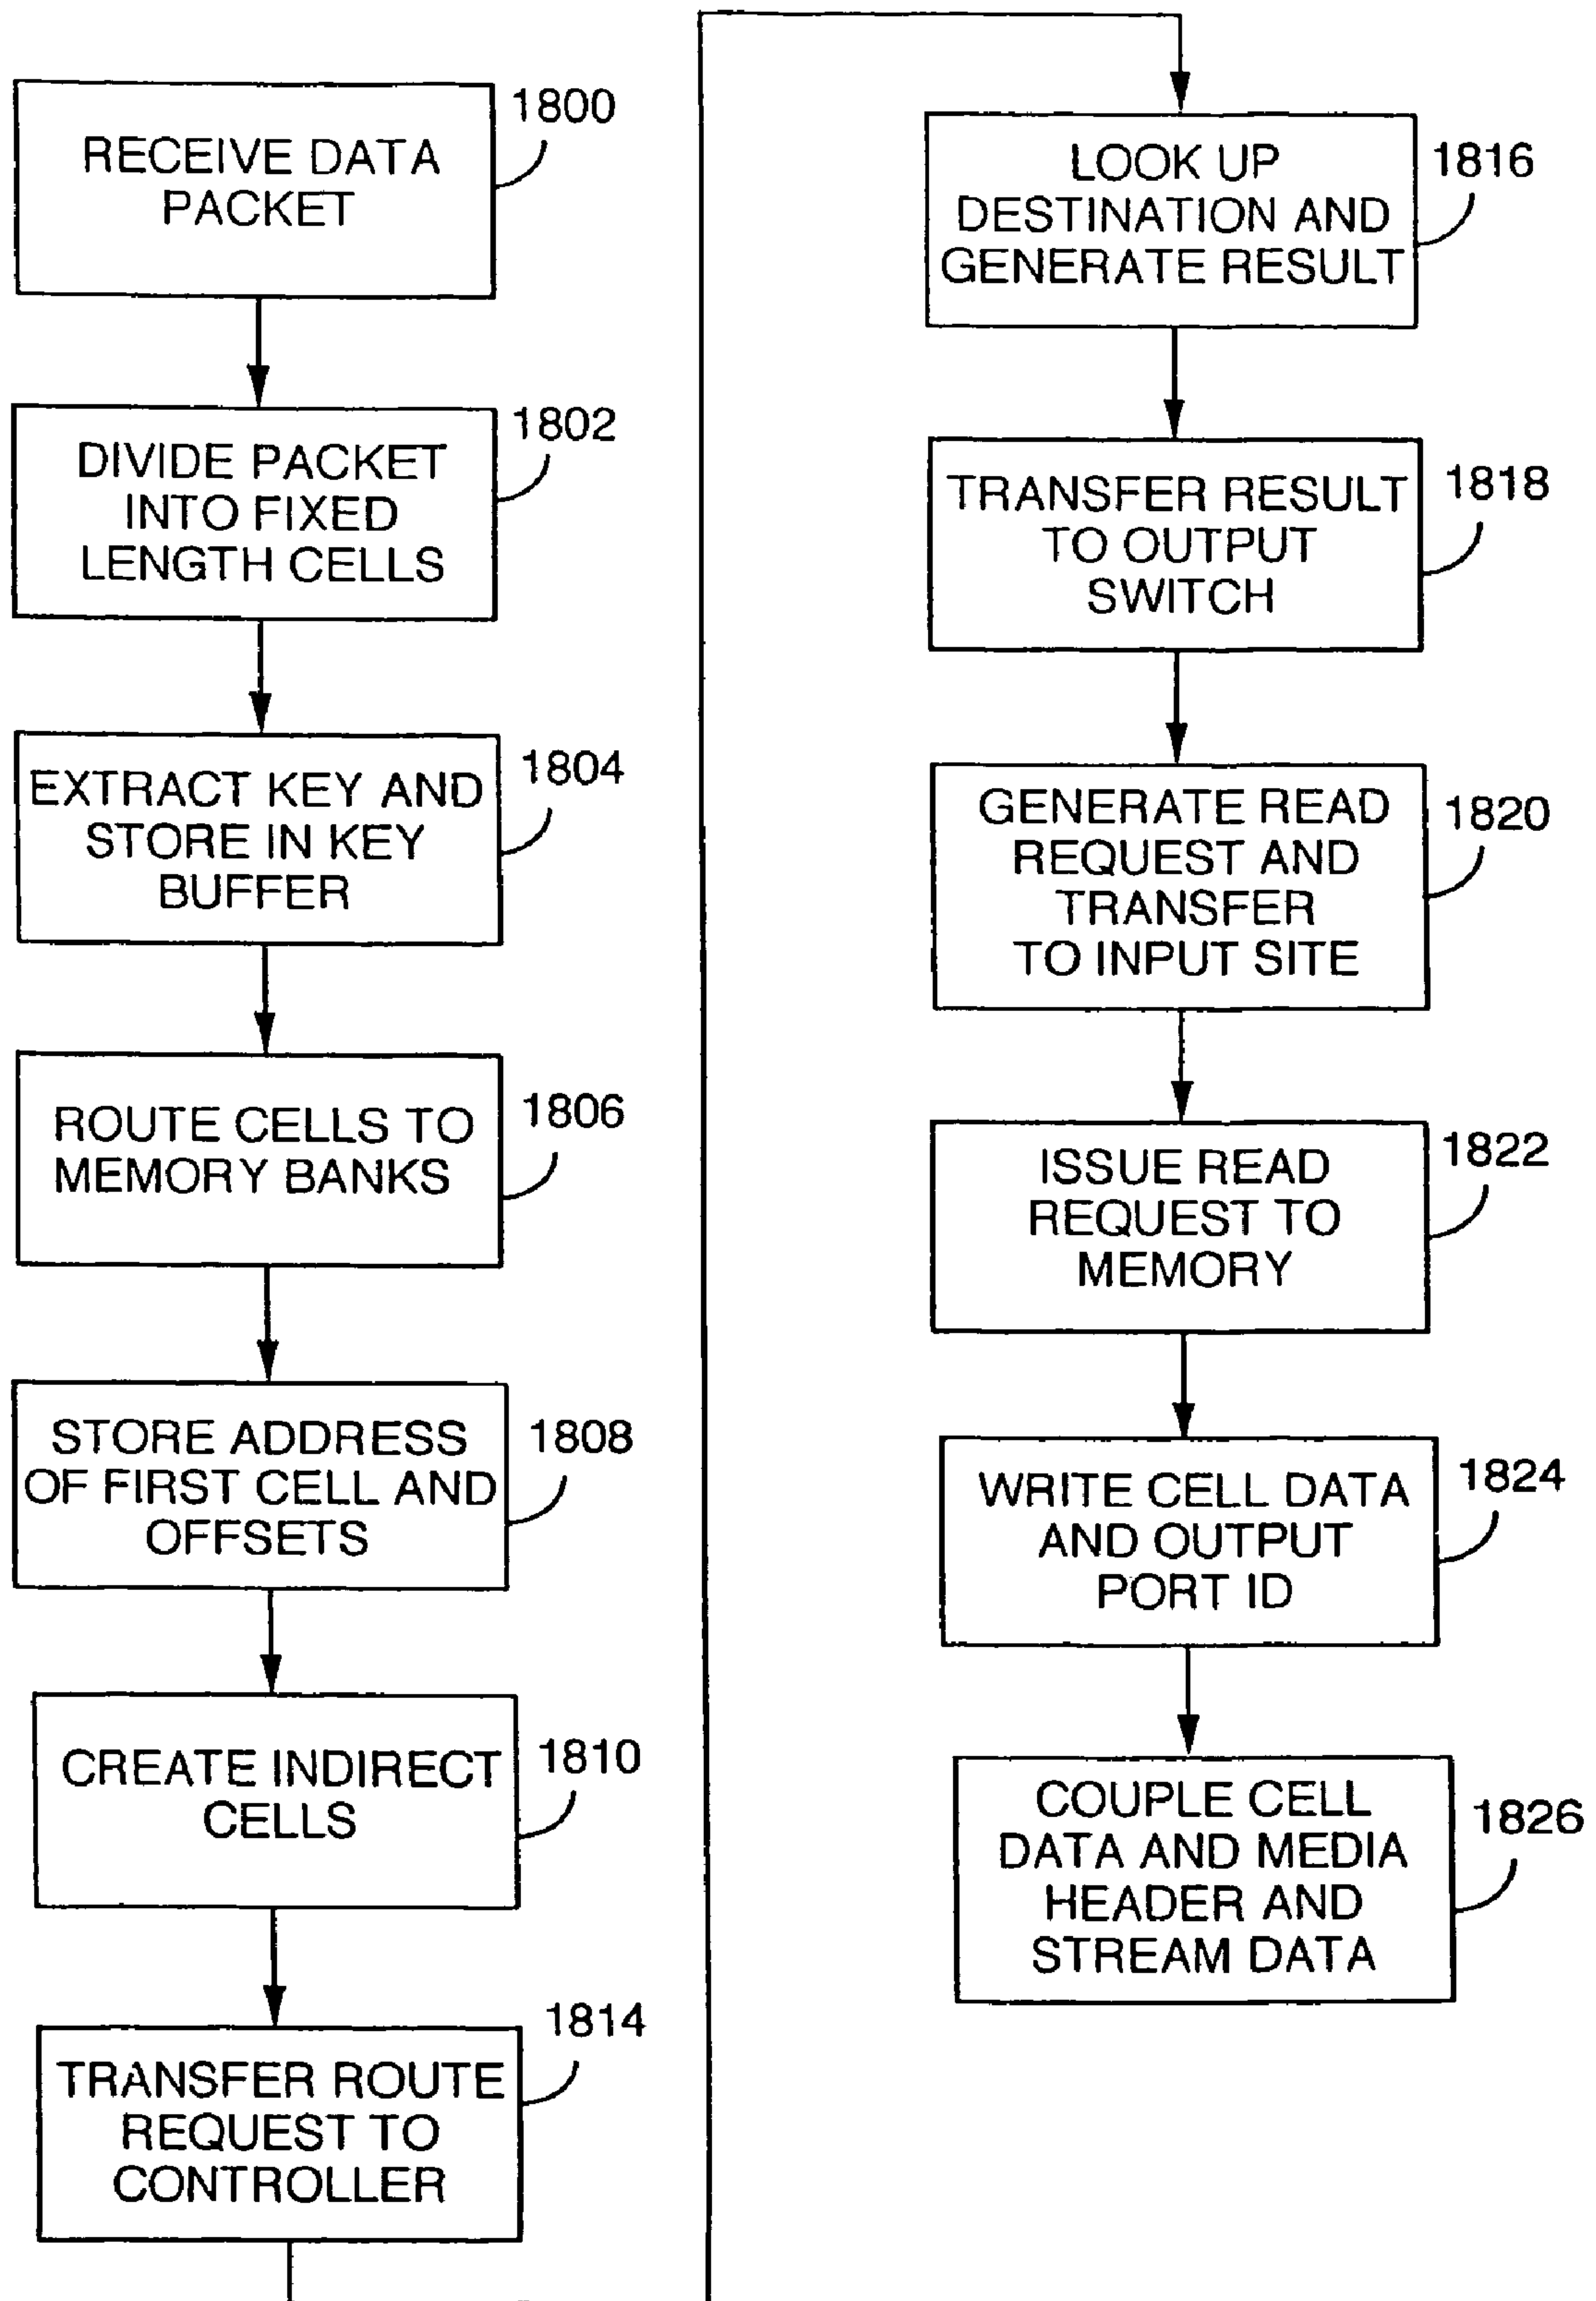 RECEIVE DATA
PACKET
1800
DIVIDE PACKET
INTO FIXED
LENGTH CELLS
1802
EXTRACT KEY AND
STORE IN KEY
BUFFER
1804
ROUTE CELLS TO
MEMORY BANKS
1806
STORE ADDRESS
OF FIRST CELL AND
OFFSETS
1808
CREATE INDIRECT
CELLS
1810
TRANSFER ROUTE
REQUEST TO
CONTROLLER
1814
LOOK UP
DESTINATION AND
GENERATE RESULT
1816
TRANSFER RESULT
TO OUTPUT
SWITCH
1818
GENERATE READ
REQUEST AND
TRANSFER
TO INPUT SITE
1820
ISSUE READ
REQUEST TO
MEMORY
1822
WRITE CELL DATA
AND OUTPUT
PORT ID
1824
COUPLE CELL
DATA AND MEDIA
HEADER AND
STREAM DATA
1826